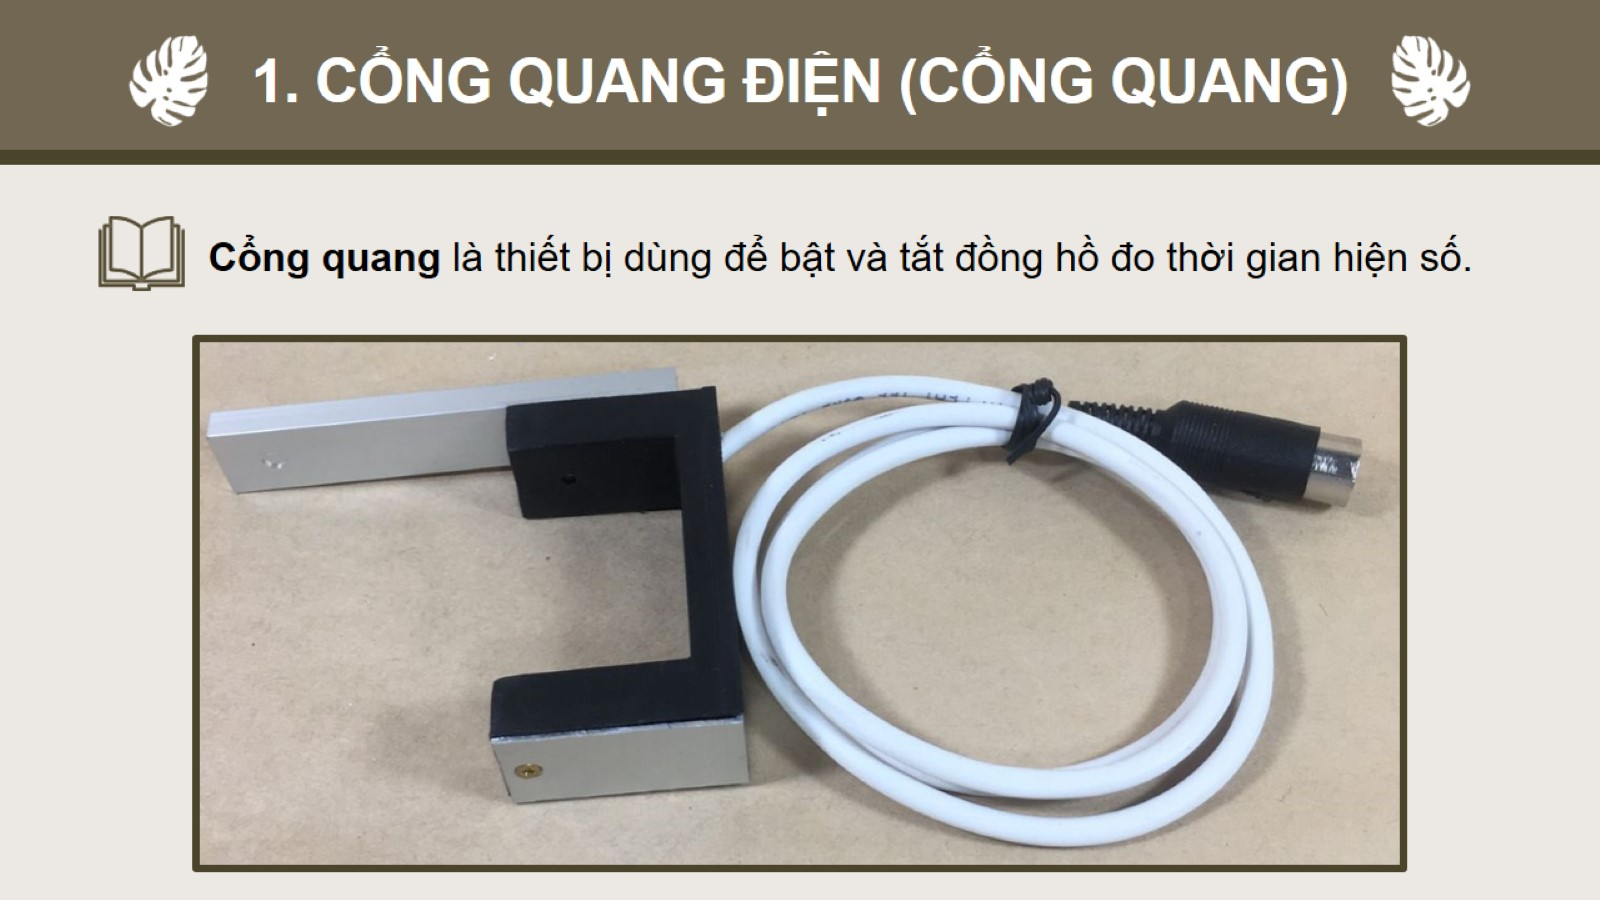 1. CỔNG QUANG ĐIỆN (CỔNG QUANG)
Cổng quang là thiết bị dùng để bật và tắt đồng hồ đo thời gian hiện số.